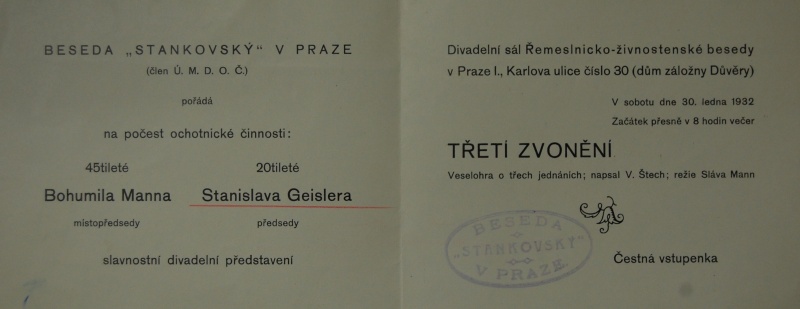 BESEDA „STANKOVSKÝ" V PRAZE
(člen Ú. M. D. O. Č.)
pořádá
na počest ochotnické činnosti:
45tileté 20tileté
Bohumila Manna Stanislava Geislera
místopředsedy předsedy
slavnostní divadelní představení
Divadelní sál Řemeslnicko-živnostenské besedy
v Praze I., Karlova ulice číslo 30 (dům záložny Důvěry)
V sobotu dne 30. ledna 1932
Začátek přesně v 8 hodin večer
TŘETÍ ZVONĚNÍ
Veselohra o třech jednáních; napsal V. Štech; režie Sláva Mann
BESEDA
„STANKOVSKÝ"
V PRAZE.
Čestná vstupenka